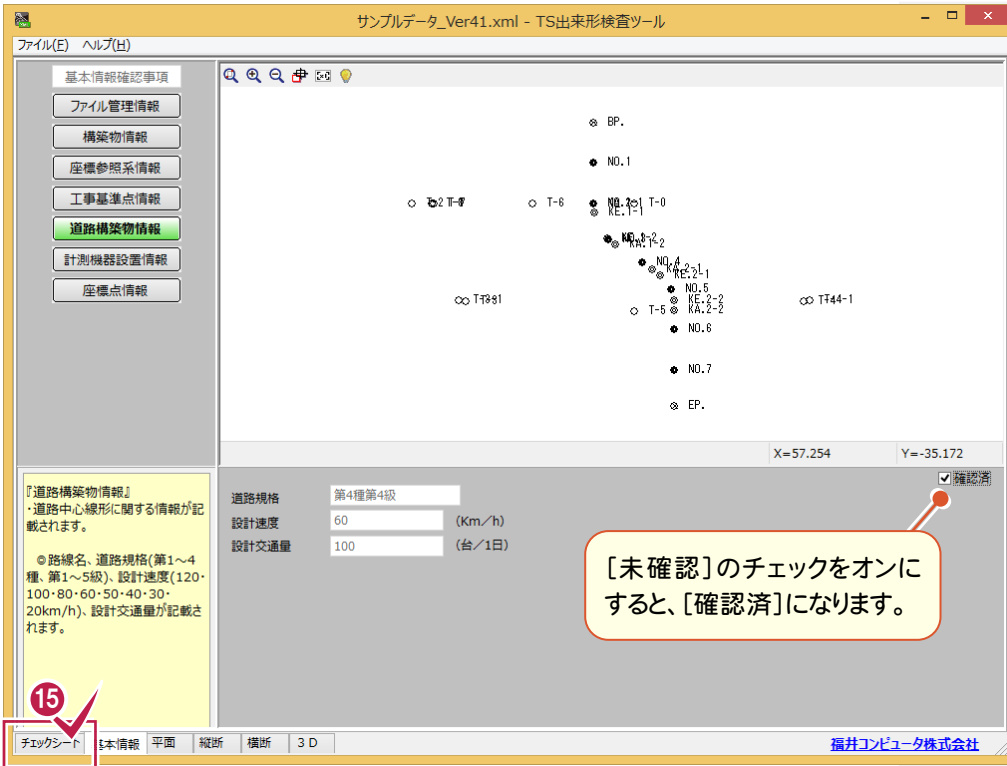 サンプルデータ_Ver41.xml - TS出来形検査ツール
ファイル(F) ヘルプ(H)
基本情報確認事項
ファイル管理情報
構築物情報
座標参照系情報
工事基準点情報
道路構築物情報
計測機器設置情報
座標点情報
BP.
NO.1
T-6
T-0
KE.1-1
KA.1-2
NO.4
KA.2-1
KE.2-1
NO.5
KE.2-2
T-5
KA.2-2
NO.6
NO.7
EP.
X=57.254 Y=-35.172
『道路構築物情報』
・道路中心線形に関する情報が記
載されます。
◎路線名、道路規格(第1～4
種、第1～5級)、設計速度(120・
100・80・60・50・40・30・
20km/h)、設計交通量が記載さ
れます。
確認済
道路規格 第4種第4級
設計速度 60 (Km／h)
設計交通量 100 (台／1日)
[未確認]のチェックをオンに
すると、[確認済]になります。
15
チェックシート 基本情報 平面 縦断 横断 3D
福井コンピュータ株式会社